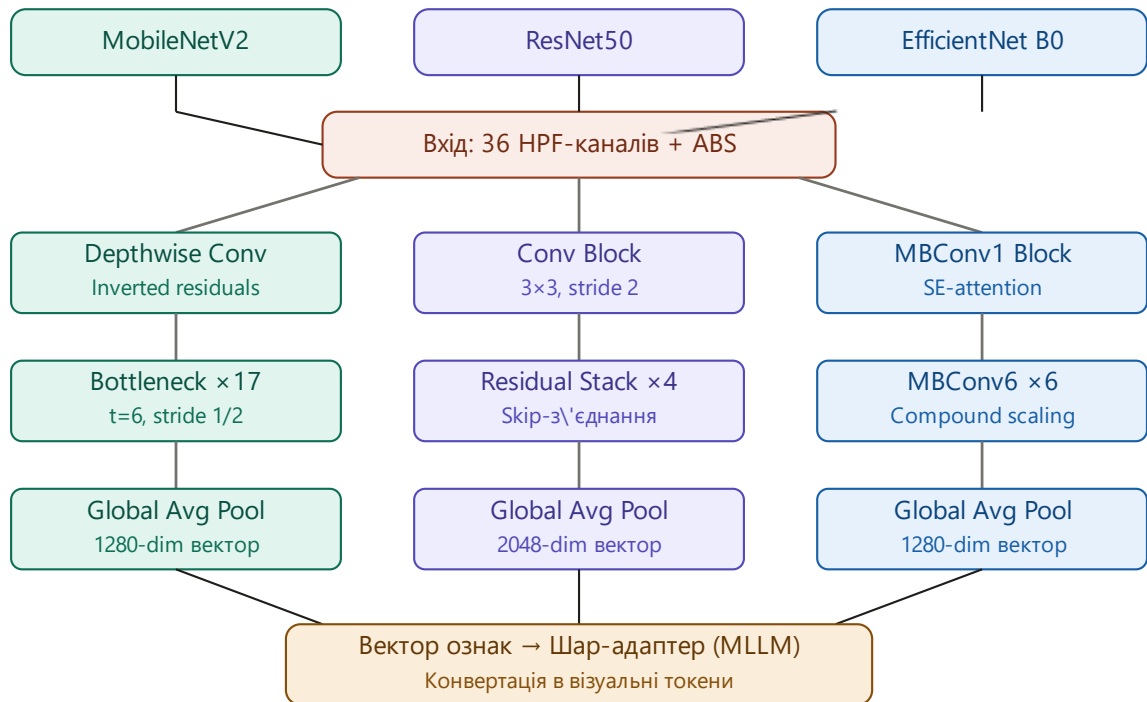 MobileNetV2
ResNet50
EfficientNet B0
Вхід: 36 HPF-каналів + ABS
Depthwise Conv
Inverted residuals
Conv Block
3×3, stride 2
MBConv1 Block
SE-attention
Bottleneck ×17
t=6, stride 1/2
Residual Stack ×4
Skip-з\'єднання
MBConv6 ×6
Compound scaling
Global Avg Pool
1280-dim вектор
Global Avg Pool
2048-dim вектор
Global Avg Pool
1280-dim вектор
Вектор ознак → Шар-адаптер (MLLM)
Конвертація в візуальні токени